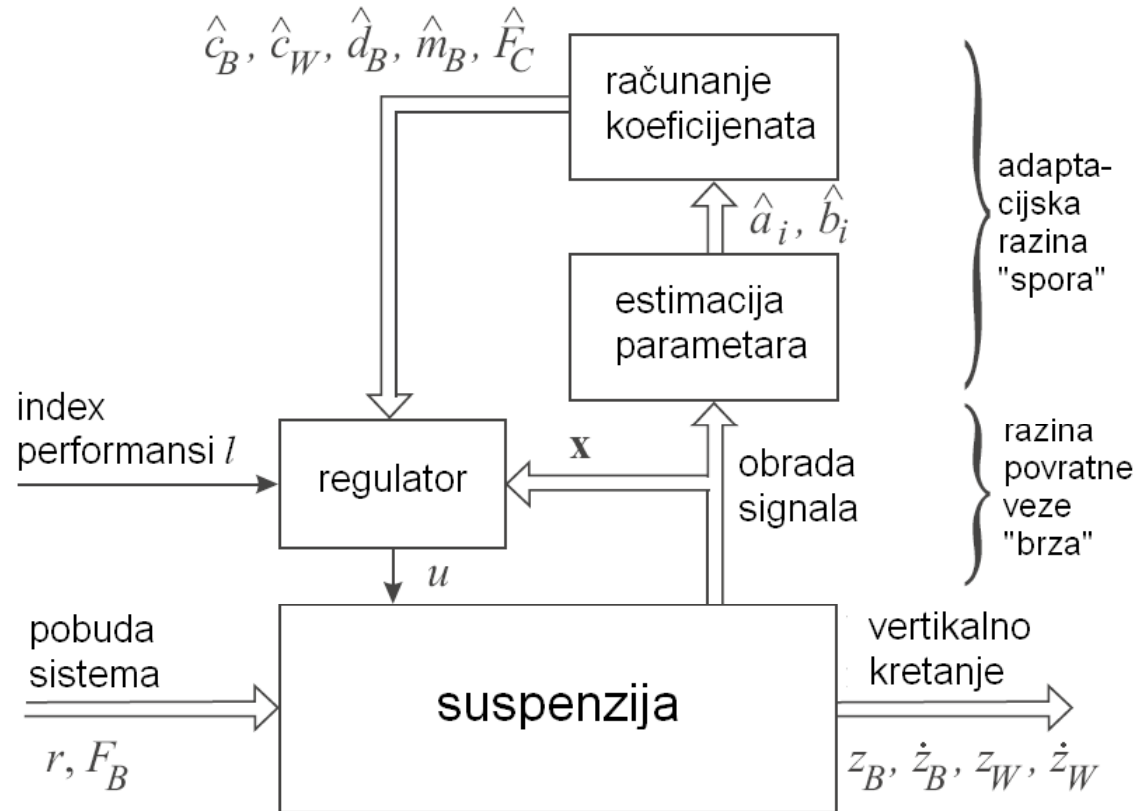 ĉ_B, ĉ_W, d̂_B, m̂_B, F̂_C
računanje
koeficijenata
adapta-
cijska
razina
"spora"
â_i, b̂_i
estimacija
parametara
index
performansi l
regulator
x
obrada
signala
razina
povratne
veze
"brza"
u
pobuda
sistema
suspenzija
vertikalno
kretanje
r, F_B
z_B, ż_B, z_W, ż_W